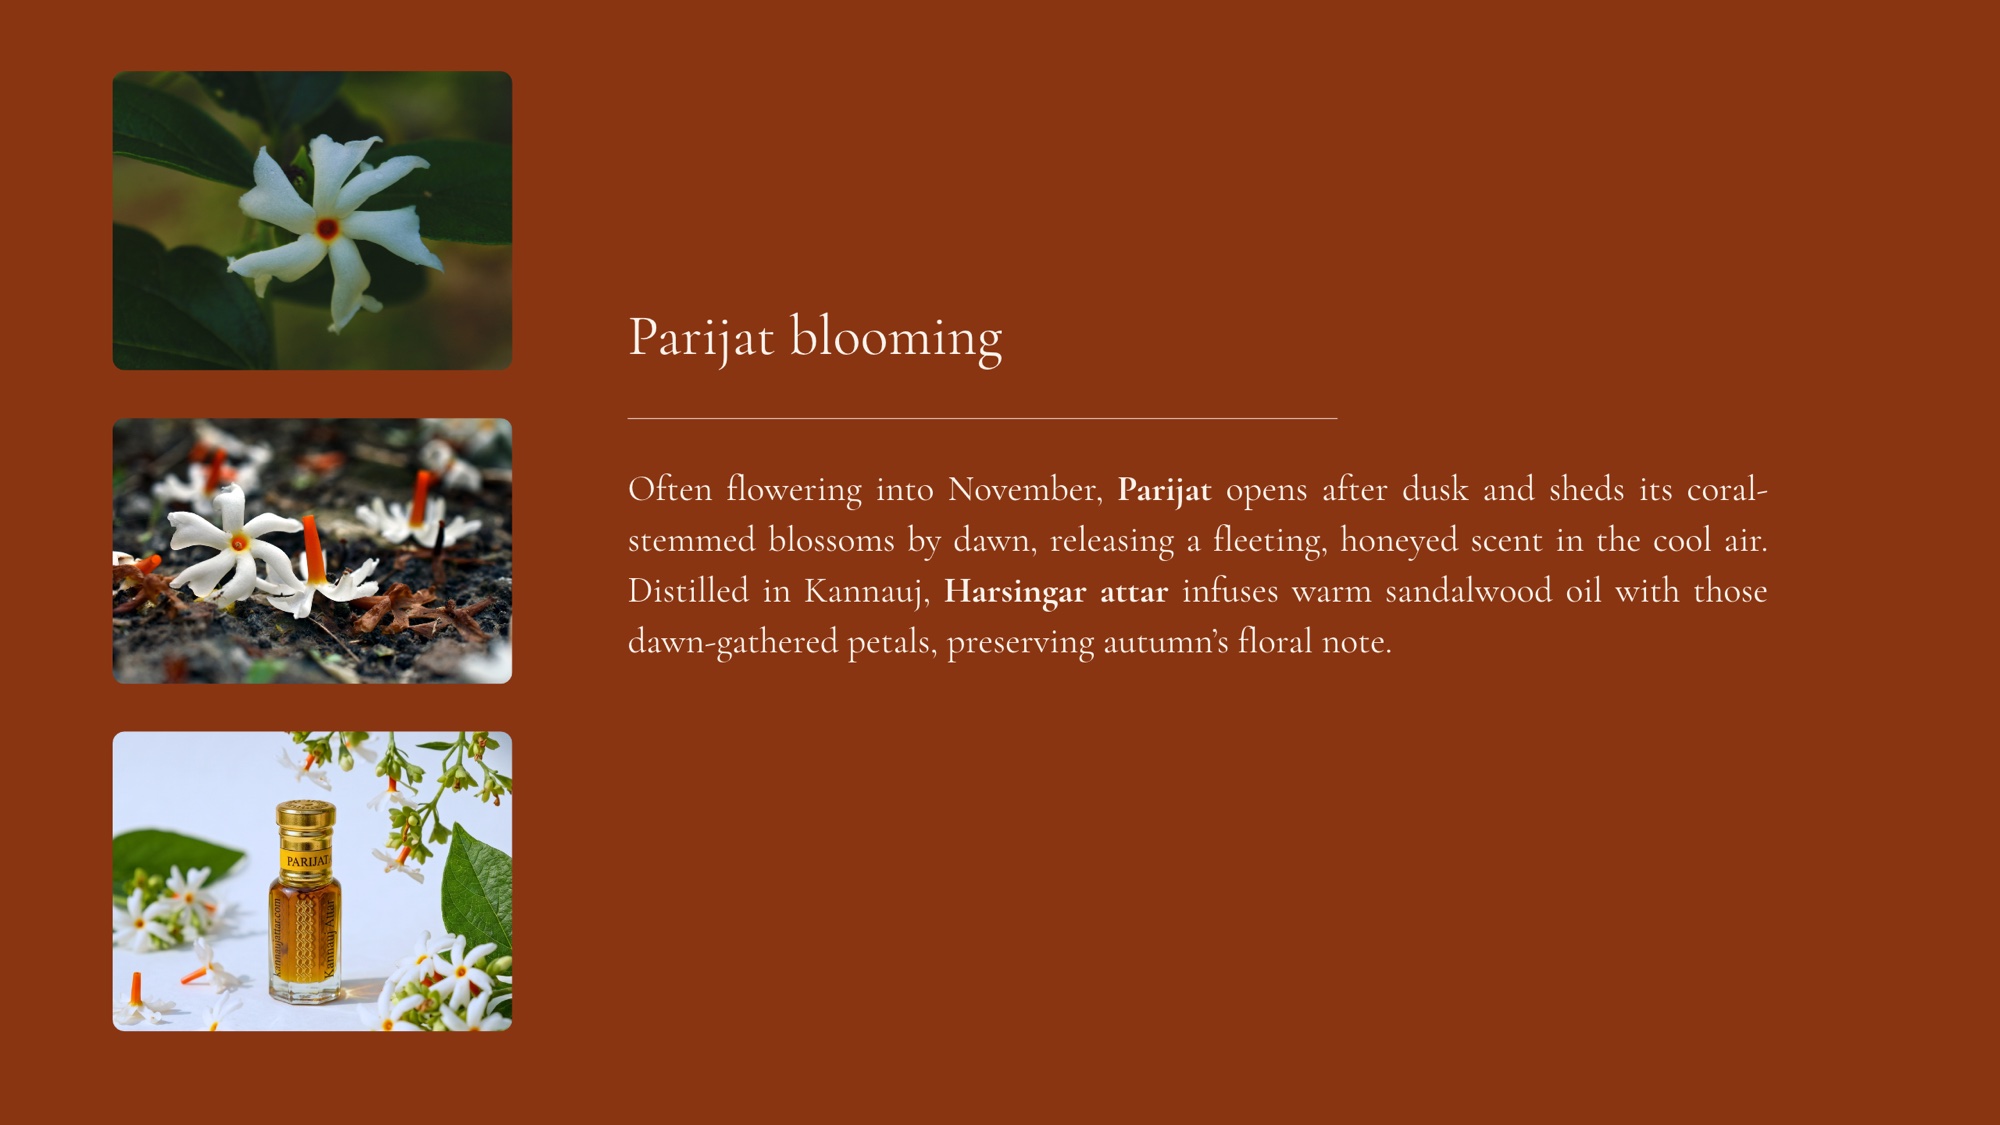 Parijat blooming
Often flowering into November, Parijat opens after dusk and sheds its coral-
stemmed blossoms by dawn, releasing a fleeting, honeyed scent in the cool air.
Distilled in Kannauj, Harsingar attar infuses warm sandalwood oil with those
dawn-gathered petals, preserving autumn’s floral note.
PARIJAT
kannaujattar.com
Kannauj Attar